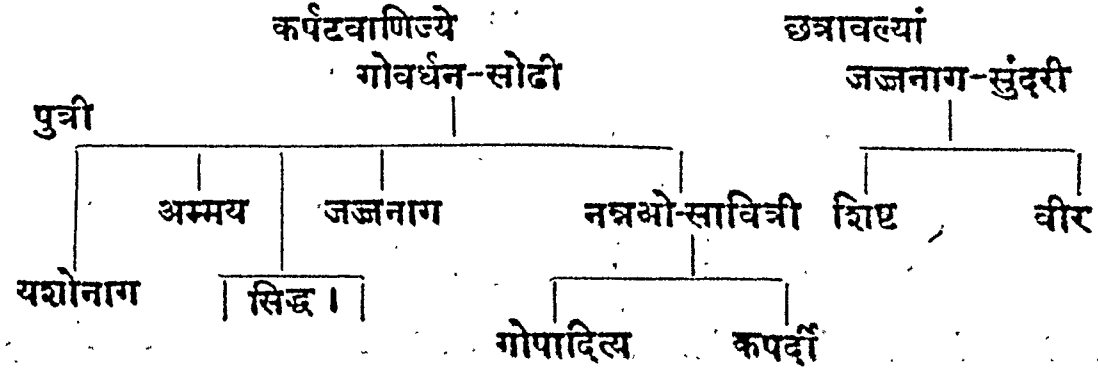 कर्पटवाणिज्ये छत्रावल्यां
गोवर्धन-सोढी जज्जनाग-सुंदरी
पुत्री
अम्मय जज्जनाग नन्नओ-सावित्री शिष्ट वीर
यशोनाग सिद्ध ।
गोपादित्य कपर्दी